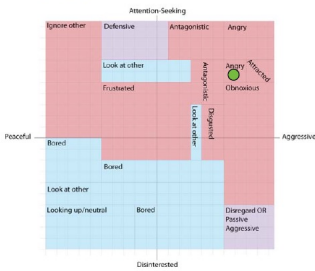 Attention-Seeking
Ignore other
Defensive
Antagonistic
Angry
Look at other
Antagonistic
Angry
Attracted
Frustrated
Disgusted
Obnoxious
Look at other
Peaceful
Aggressive
Bored
Bored
Look at other
Looking up/neutral
Bored
Disregard OR
Passive
Aggressive
Disinterested